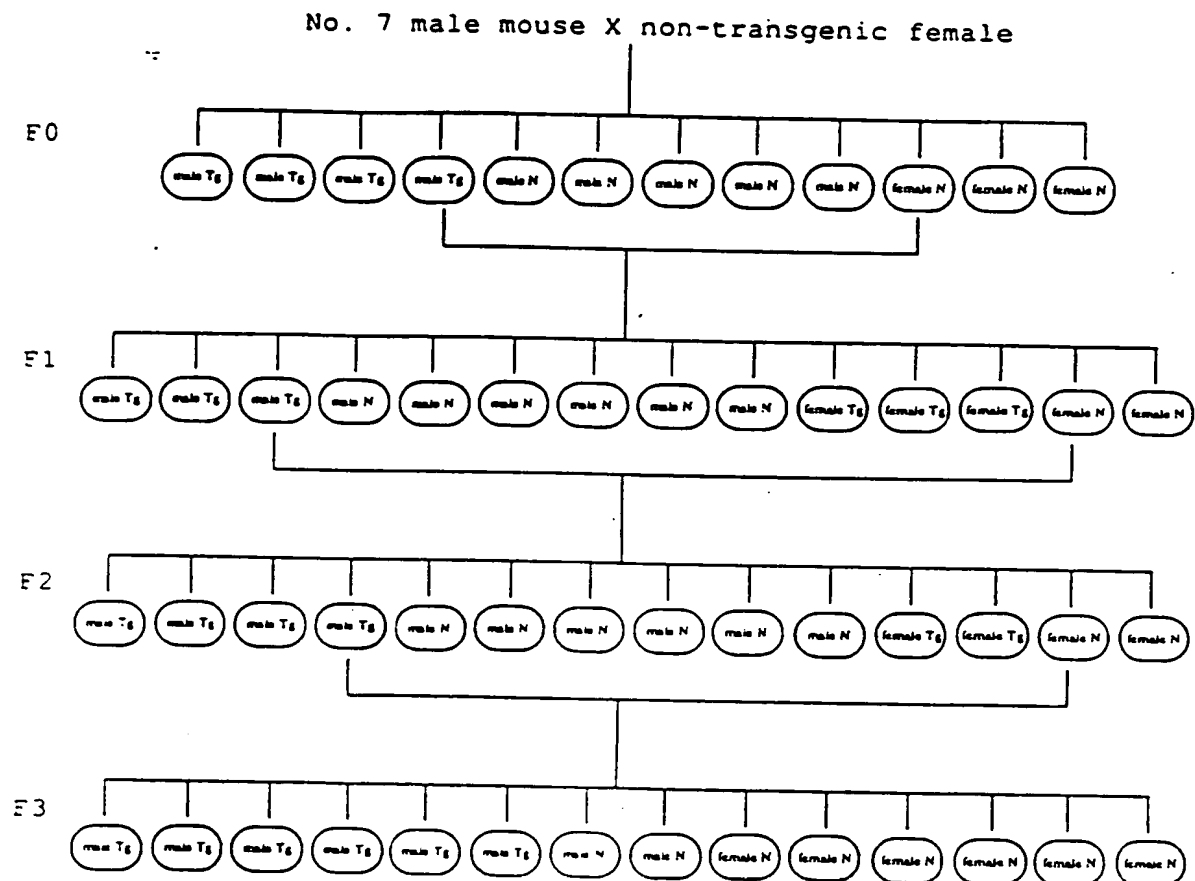 No. 7 male mouse X non-transgenic female
F0
male Tg male Tg male Tg male Tg male N male N male N male N male N female N female N female N
F1
male Tg male Tg male Tg male N male N male N male N male N male N female Tg female Tg female Tg female N female N
F2
male Tg male Tg male Tg male Tg male N male N male N male N male N male N female Tg female Tg female N female N
F3
male Tg male Tg male Tg male Tg male Tg male Tg male N male N female N female N female N female N female N female N